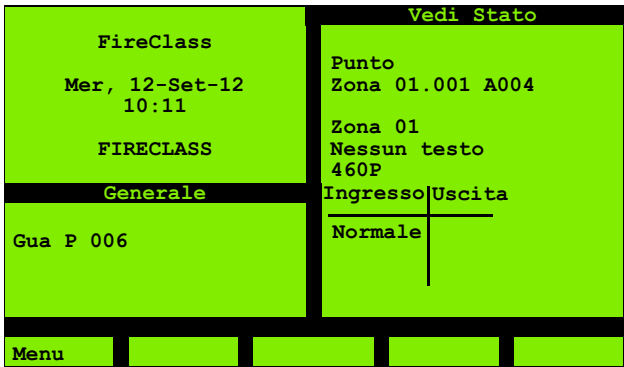 FireClass
Mer, 12-Set-12
10:11
FIRECLASS
Generale
Gua P 006
Vedi Stato
Punto
Zona 01.001 A004
Zona 01
Nessun testo
460P
Ingresso Uscita
Normale
Menu